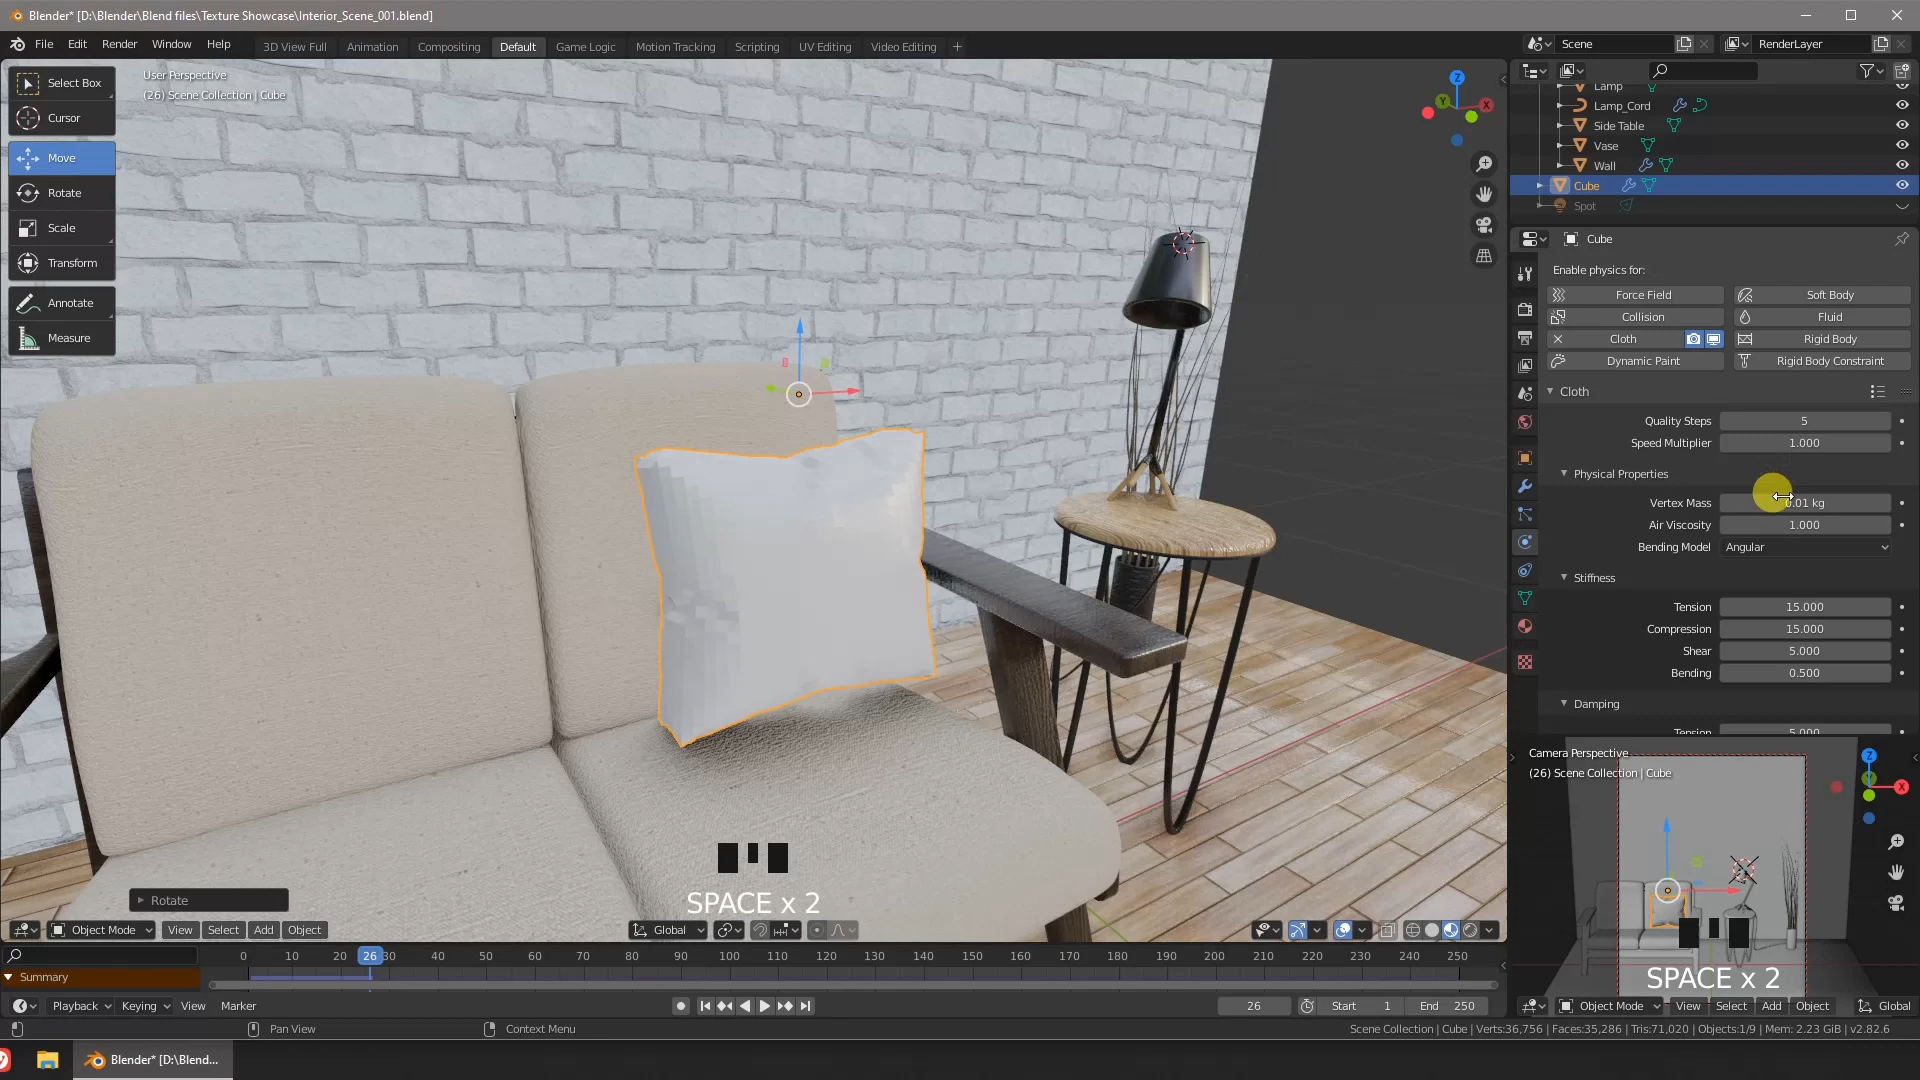 Blender* [D:\Blender\Blend files\Texture Showcase\Interior_Scene_001.blend]
File Edit Render Window Help
3D View Full Animation Compositing Default Game Logic Motion Tracking Scripting UV Editing Video Editing +
Scene
RenderLayer
User Perspective
(26) Scene Collection | Cube
Select Box
Cursor
Move
Rotate
Scale
Transform
Annotate
Measure
Z
Y
X
Lamp
Lamp_Cord
Side Table
Vase
Wall
Cube
Spot
Cube
Enable physics for:
Force Field Soft Body
Collision Fluid
Cloth Rigid Body
Dynamic Paint Rigid Body Constraint
Cloth
Quality Steps 5
Speed Multiplier 1.000
Physical Properties
Vertex Mass 0.01 kg
Air Viscosity 1.000
Bending Model Angular
Stiffness
Tension 15.000
Compression 15.000
Shear 5.000
Bending 0.500
Damping
Tension 5.000
Camera Perspective
(26) Scene Collection | Cube
Z
X
SPACE x 2
Rotate
SPACE x 2
Object Mode View Select Add Object Global
0 10 20 26 30 40 50 60 70 80 90 100 110 120 130 140 150 160 170 180 190 200 210 220 230 240 250
Summary
Playback Keying View Marker 26 Start 1 End 250
Object Mode View Select Add Object Global
Pan View Context Menu
Scene Collection | Cube | Verts:36,756 | Faces:35,286 | Tris:71,020 | Objects:1/9 | Mem: 2.23 GiB | v2.82.6
Blender* [D:\Blend...